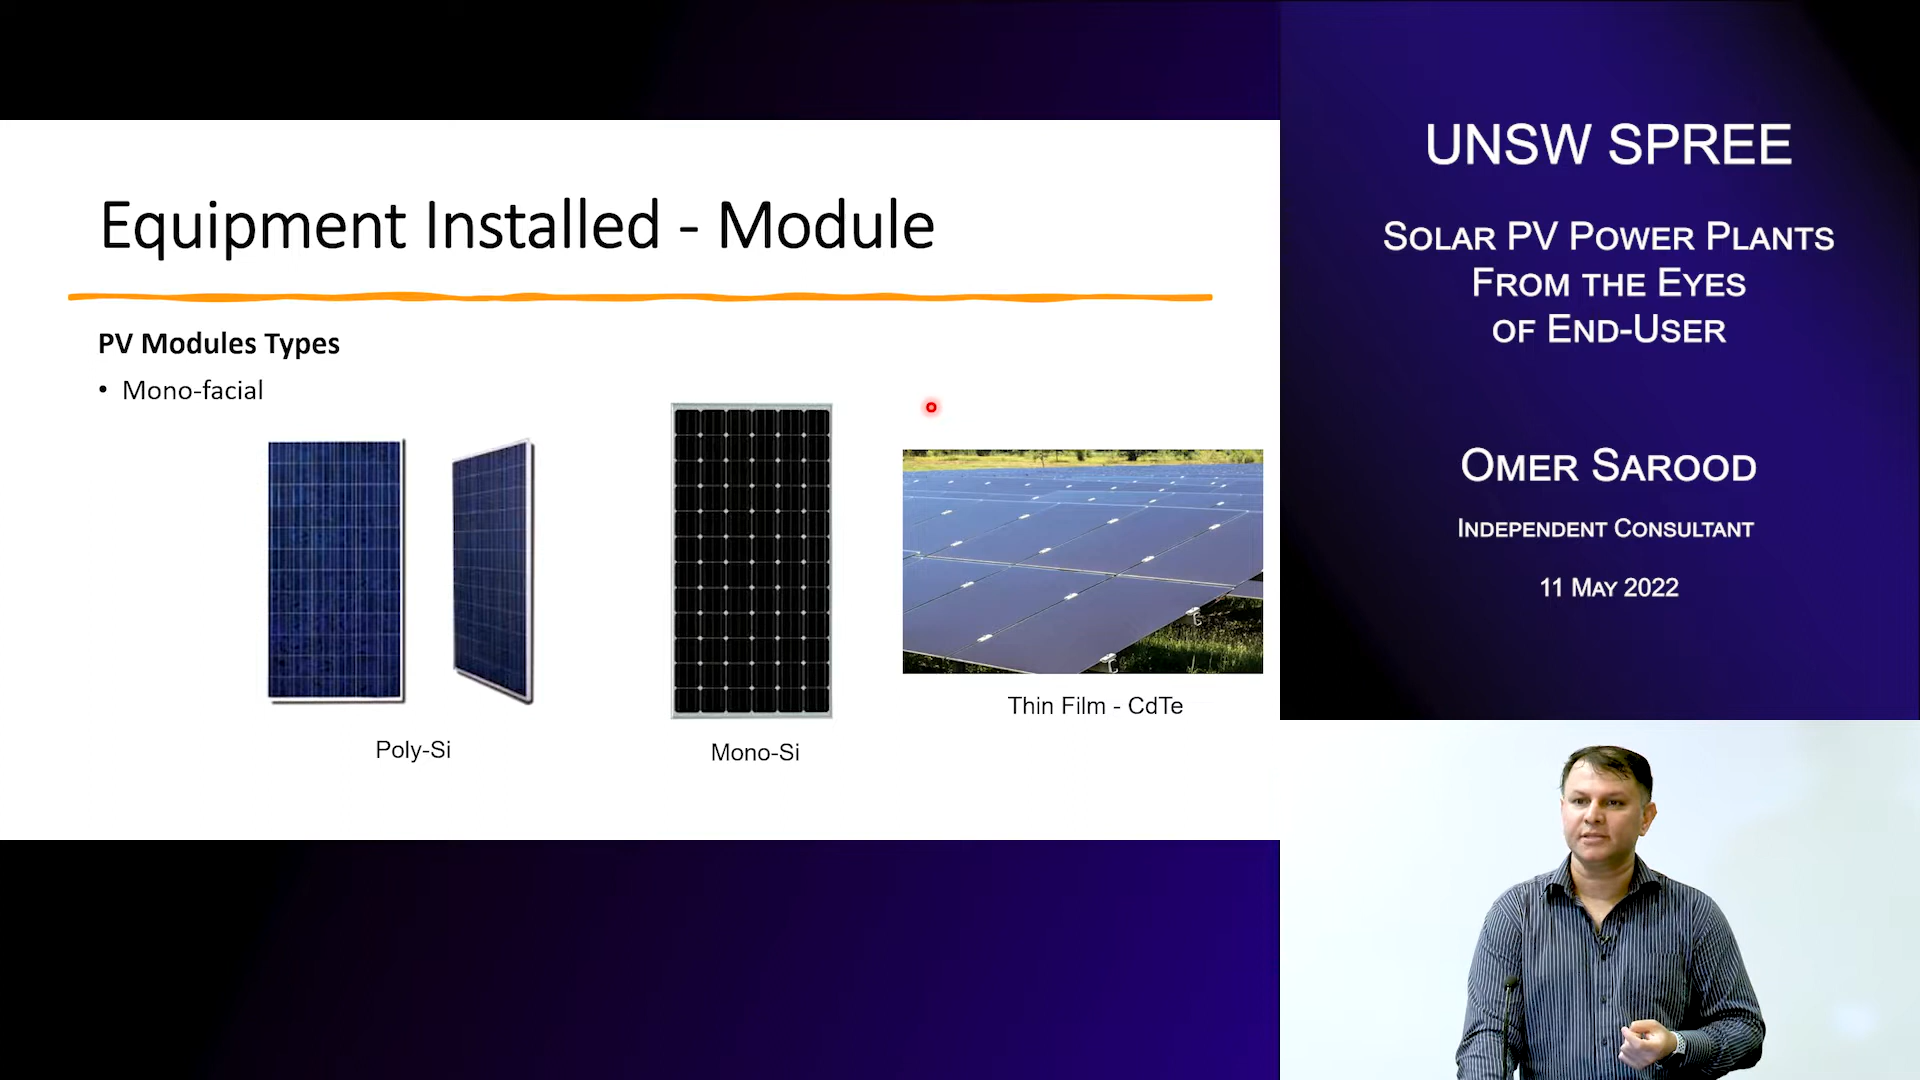 Equipment Installed - Module
PV Modules Types
• Mono-facial
Poly-Si
Mono-Si
Thin Film - CdTe
UNSW SPREE
Solar PV Power Plants
From the Eyes
of End-User
Omer Sarood
Independent Consultant
11 May 2022